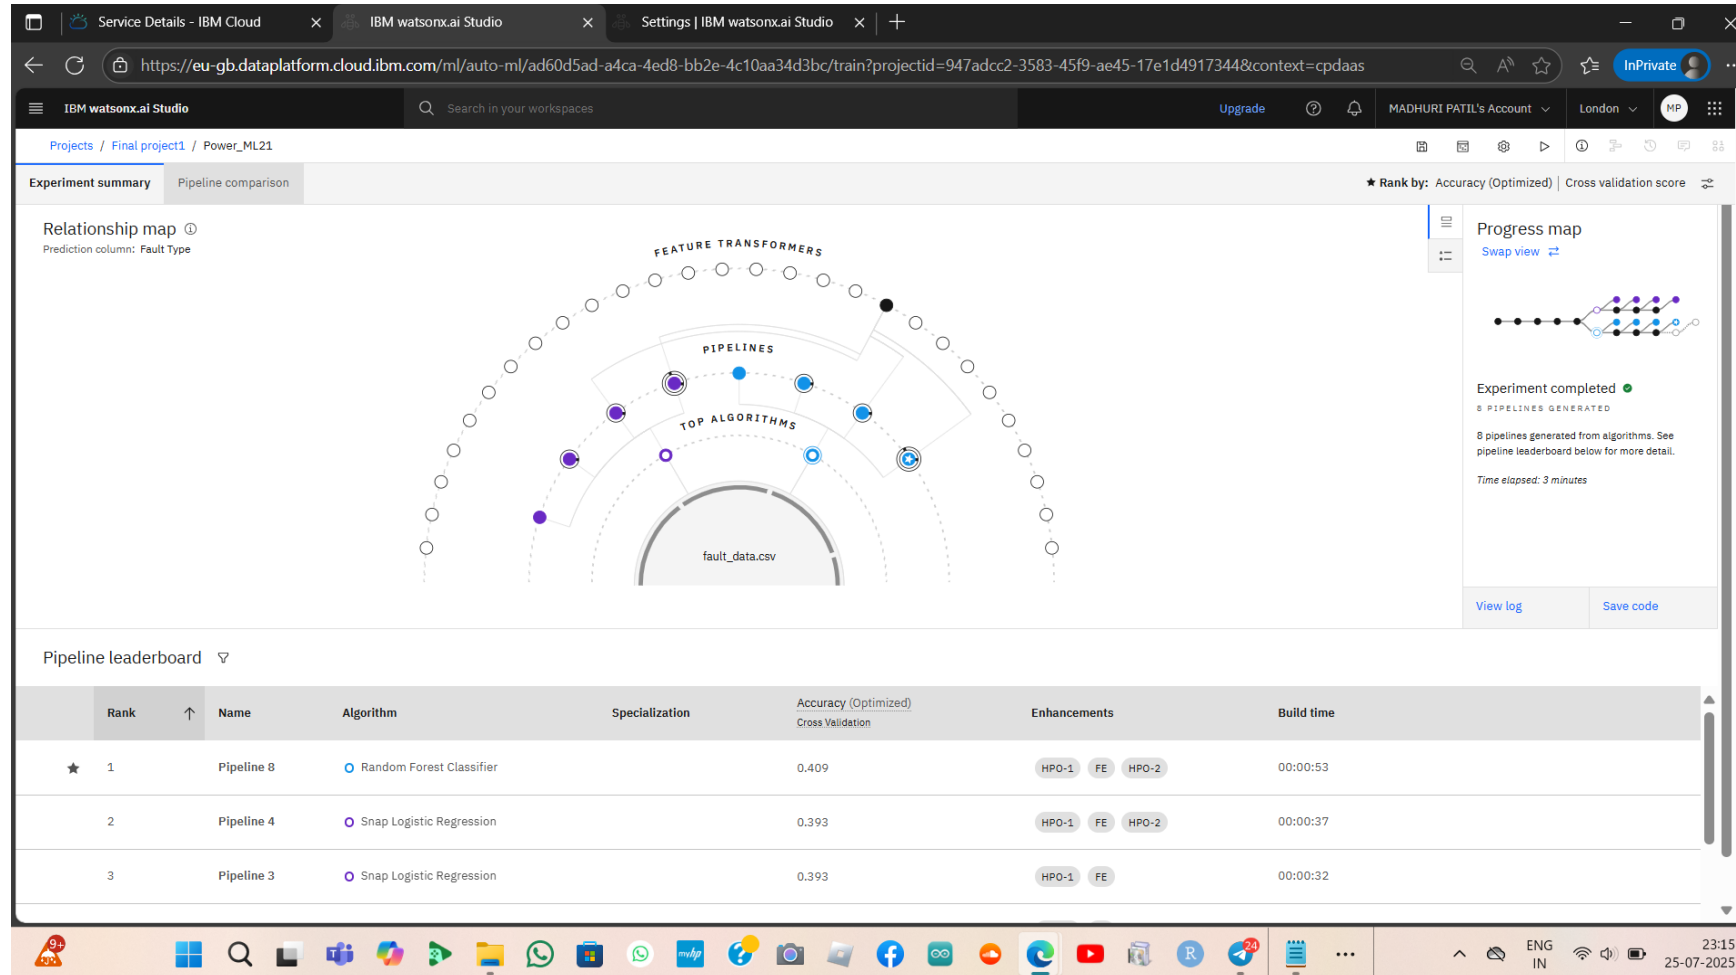 Service Details - IBM Cloud
IBM watsonx.ai Studio
Settings | IBM watsonx.ai Studio
https://eu-gb.dataplatform.cloud.ibm.com/ml/auto-ml/ad60d5ad-a4ca-4ed8-bb2e-4c10aa34d3bc/train?projectid=947adcc2-3583-45f9-ae45-17e1d4917344&context=cpdaas
InPrivate
IBM watsonx.ai Studio
Search in your workspaces
Upgrade
MADHURI PATIL's Account
London
MP
Projects / Final project1 / Power_ML21
Experiment summary
Pipeline comparison
Rank by: Accuracy (Optimized) | Cross validation score
Relationship map
Prediction column: Fault Type
FEATURE TRANSFORMERS
PIPELINES
TOP ALGORITHMS
fault_data.csv
Progress map
Swap view
Experiment completed
8 PIPELINES GENERATED
8 pipelines generated from algorithms. See
pipeline leaderboard below for more detail.
Time elapsed: 3 minutes
View log
Save code
Pipeline leaderboard
Rank Name Algorithm Specialization Accuracy (Optimized) Enhancements Build time
Cross Validation
1 Pipeline 8 Random Forest Classifier 0.409 HPO-1 FE HPO-2 00:00:53
2 Pipeline 4 Snap Logistic Regression 0.393 HPO-1 FE HPO-2 00:00:37
3 Pipeline 3 Snap Logistic Regression 0.393 HPO-1 FE 00:00:32
9+
mvhp
R
24
ENG
IN
23:15
25-07-2025